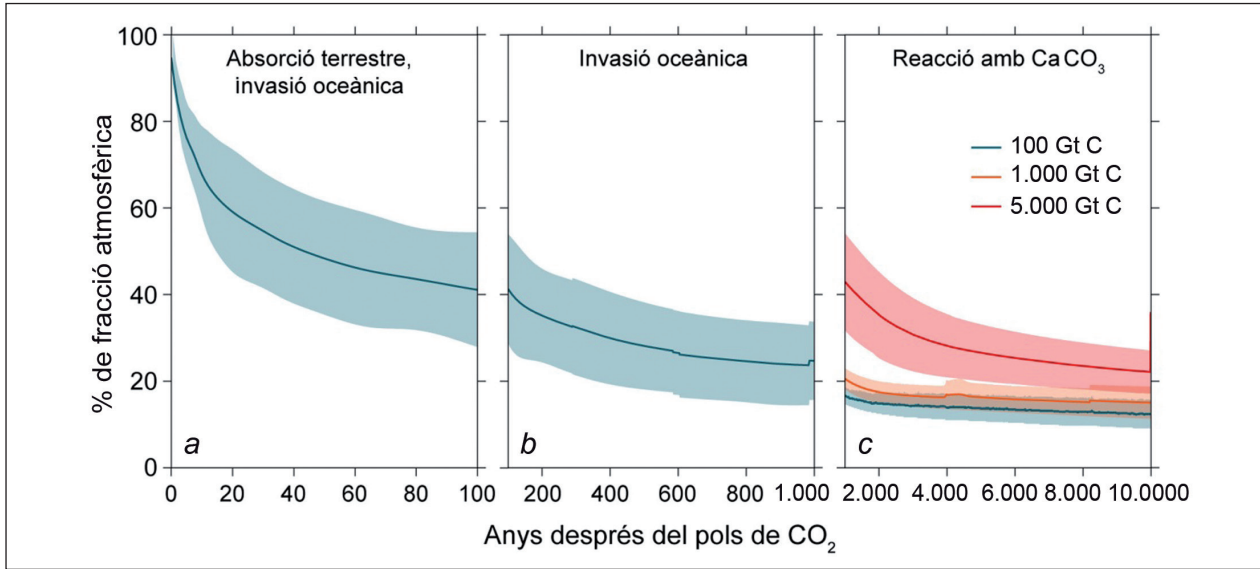 % de fracció atmosfèrica
100
80
60
40
20
0
Absorció terrestre,
invasió oceànica
a
0 20 40 60 80 100
Invasió oceànica
b
200 400 600 800 1.000
Reacció amb CaCO3
100 Gt C
1.000 Gt C
5.000 Gt C
c
2.000 4.000 6.000 8.000 10.0000
Anys després del pols de CO2